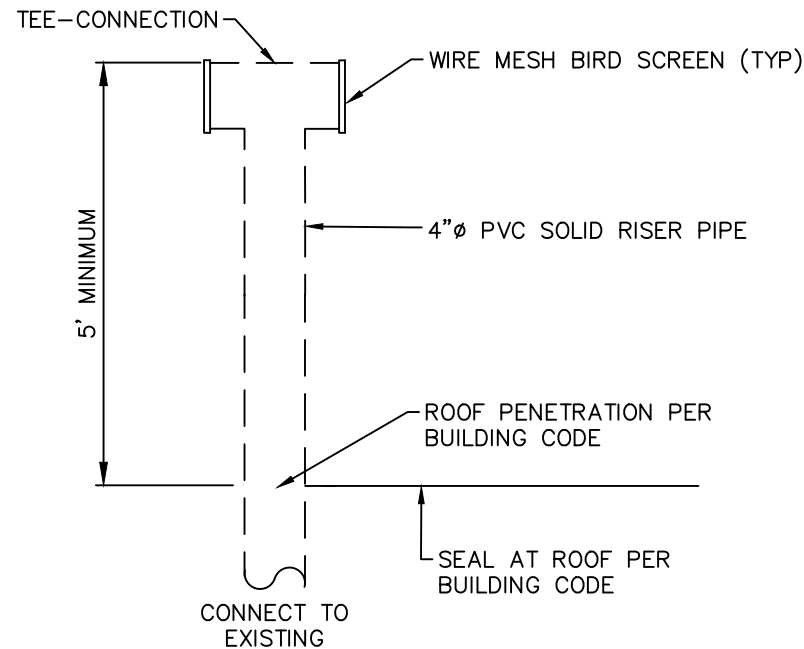 TEE-CONNECTION
WIRE MESH BIRD SCREEN (TYP)
4"ø PVC SOLID RISER PIPE
5' MINIMUM
ROOF PENETRATION PER
BUILDING CODE
SEAL AT ROOF PER
BUILDING CODE
CONNECT TO
EXISTING